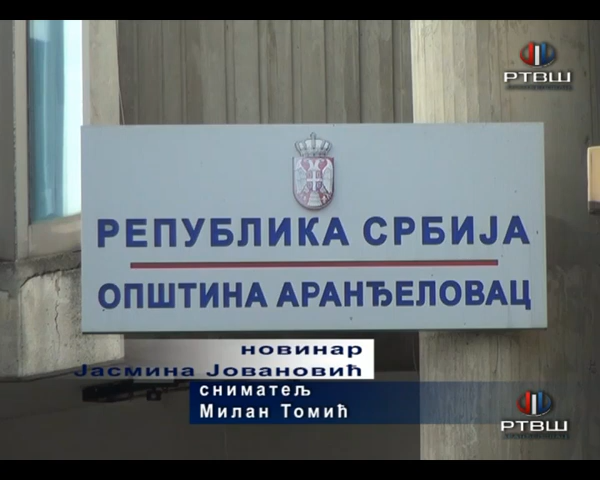 РТВШ
РЕПУБЛИКА СРБИЈА
ОПШТИНА АРАНЂЕЛОВАЦ
новинар
Јасмина Јовановић
сниматељ
Милан Томић
РТВШ